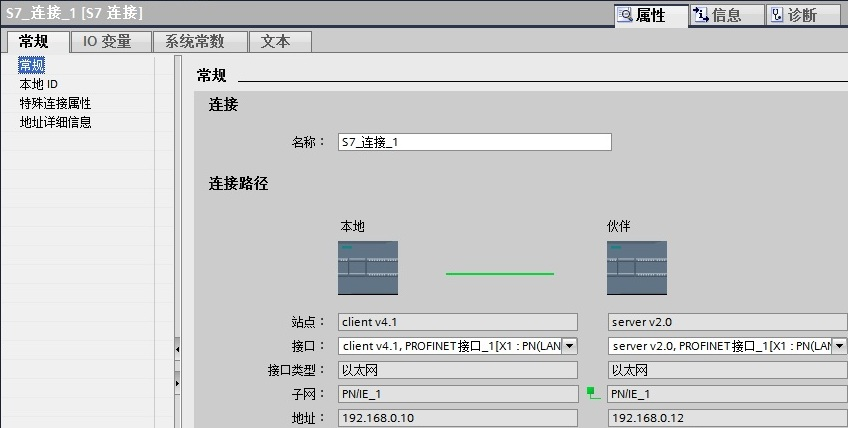 S7_连接_1 [S7 连接]
属性 信息 诊断
常规 IO 变量 系统常数 文本
常规
本地 ID
特殊连接属性
地址详细信息
常规
连接
名称： S7_连接_1
连接路径
本地 伙伴
站点： client v4.1 server v2.0
接口： client v4.1, PROFINET接口_1[X1 : PN(LAN server v2.0, PROFINET接口_1[X1 : PN(LAN
接口类型： 以太网 以太网
子网： PN/IE_1 PN/IE_1
地址： 192.168.0.10 192.168.0.12